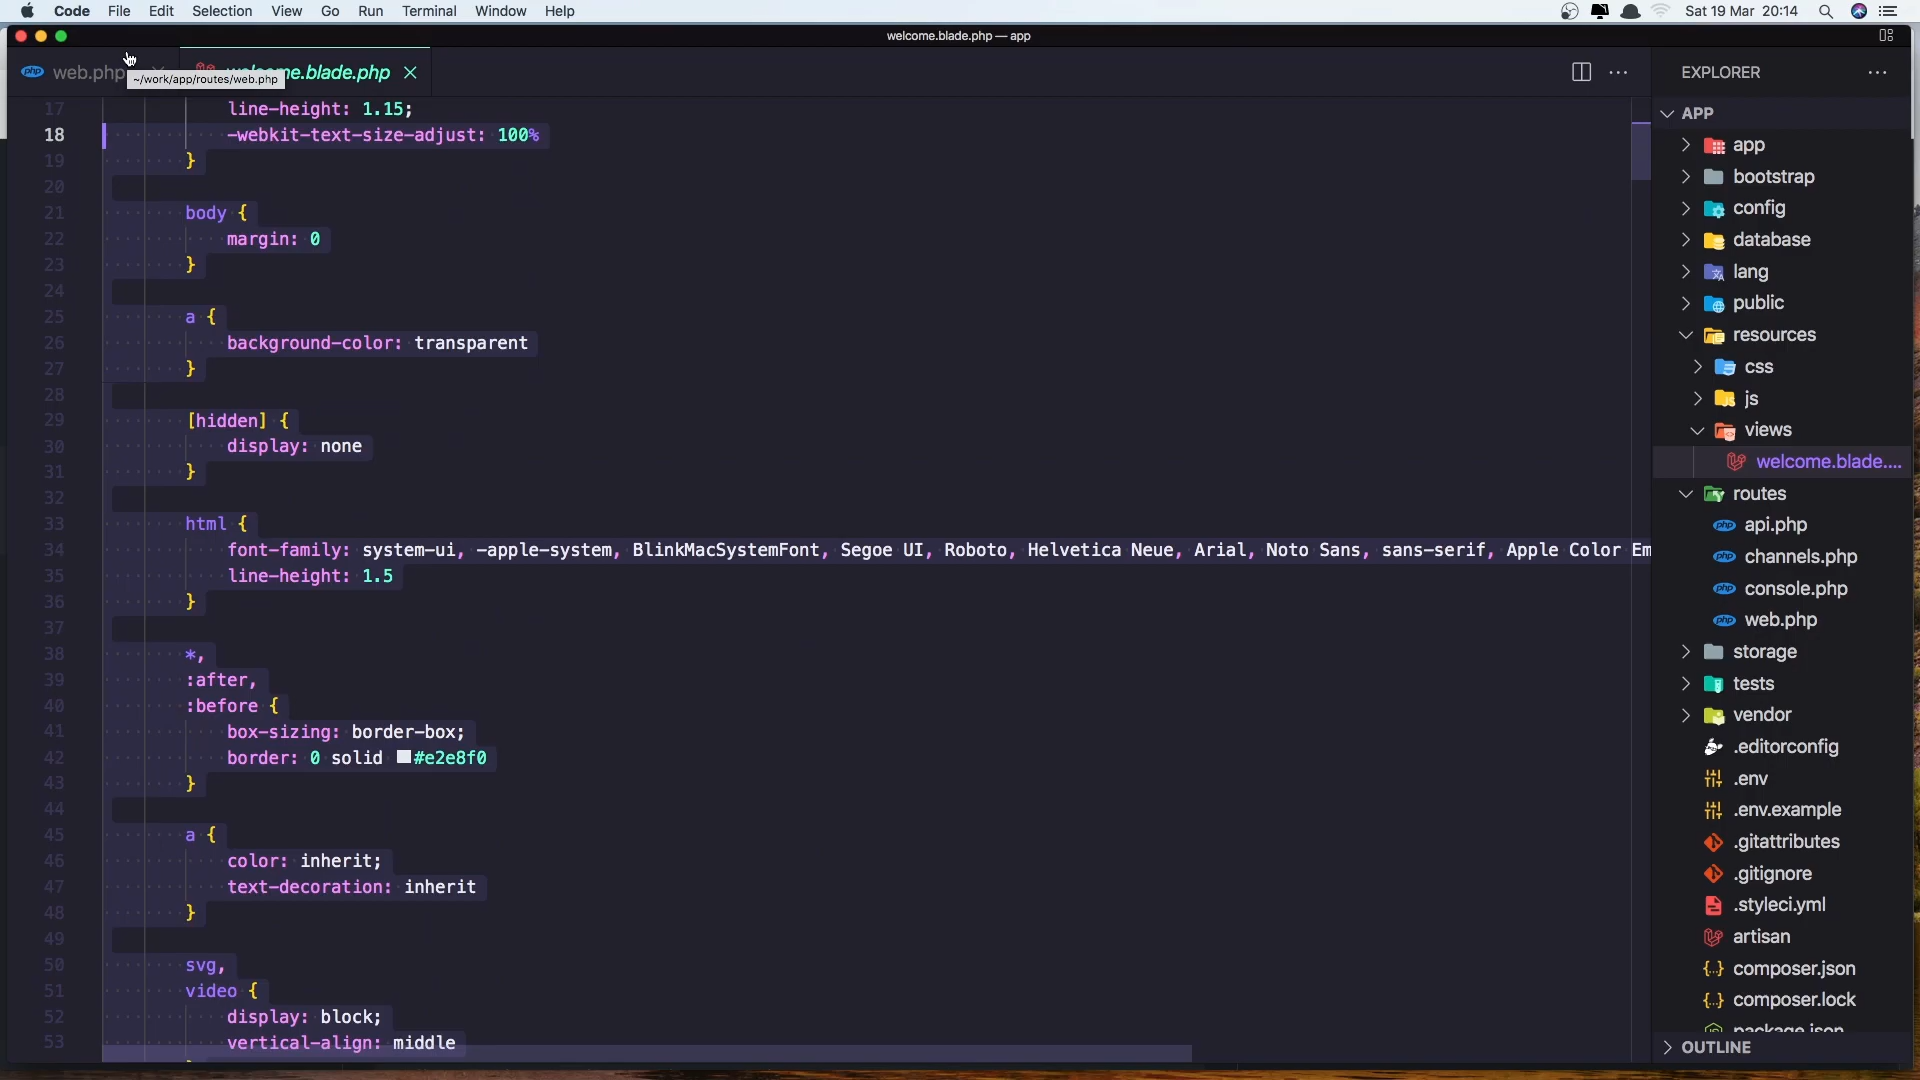 Code File Edit Selection View Go Run Terminal Window Help Sat 19 Mar 20:14
welcome.blade.php — app
php web.php welcome.blade.php
~/work/app/routes/web.php
17 line-height: 1.15;
18 -webkit-text-size-adjust: 100%
19 }
20
21 body {
22 margin: 0
23 }
24
25 a {
26 background-color: transparent
27 }
28
29 [hidden] {
30 display: none
31 }
32
33 html {
34 font-family: system-ui, -apple-system, BlinkMacSystemFont, Segoe UI, Roboto, Helvetica Neue, Arial, Noto Sans, sans-serif, Apple Color Em
35 line-height: 1.5
36 }
37
38 *,
39 :after,
40 :before {
41 box-sizing: border-box;
42 border: 0 solid #e2e8f0
43 }
44
45 a {
46 color: inherit;
47 text-decoration: inherit
48 }
49
50 svg,
51 video {
52 display: block;
53 vertical-align: middle
EXPLORER
APP
app
bootstrap
config
database
lang
public
resources
css
js
views
welcome.blade....
routes
php api.php
php channels.php
php console.php
php web.php
storage
tests
vendor
.editorconfig
.env
.env.example
.gitattributes
.gitignore
.styleci.yml
artisan
composer.json
composer.lock
package.json
OUTLINE